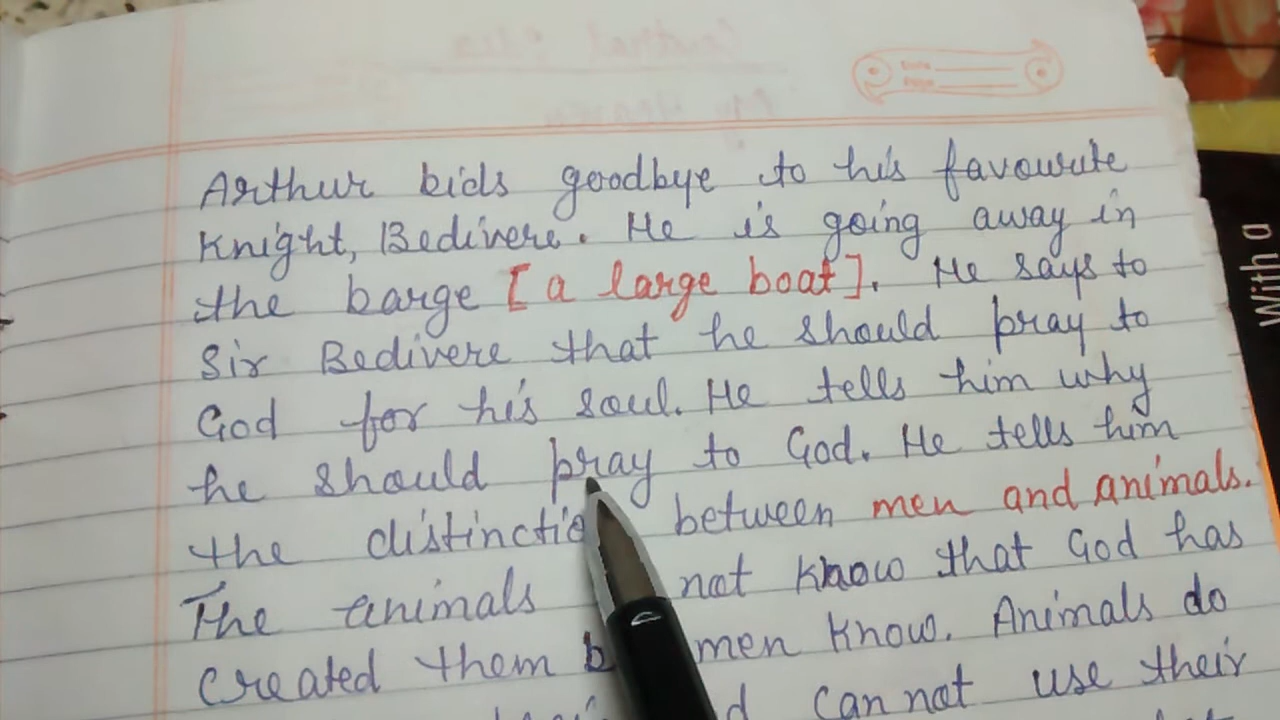 Arthur bids goodbye to his favourite
Knight, Bedivere. He is going away in
the barge [a large boat]. He says to
Sir Bedivere that he should pray to
God for his soul. He tells him why
he should pray to God. He tells him
the distinctio between men and animals.
The animals not know that God has
created them b men know. Animals do
can not use their
With a